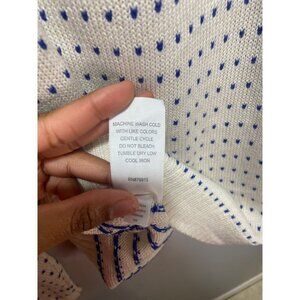 MACHINE WASH COLD
WITH LIKE COLORS
GENTLE CYCLE
DO NOT BLEACH
TUMBLE DRY LOW
COOL IRON